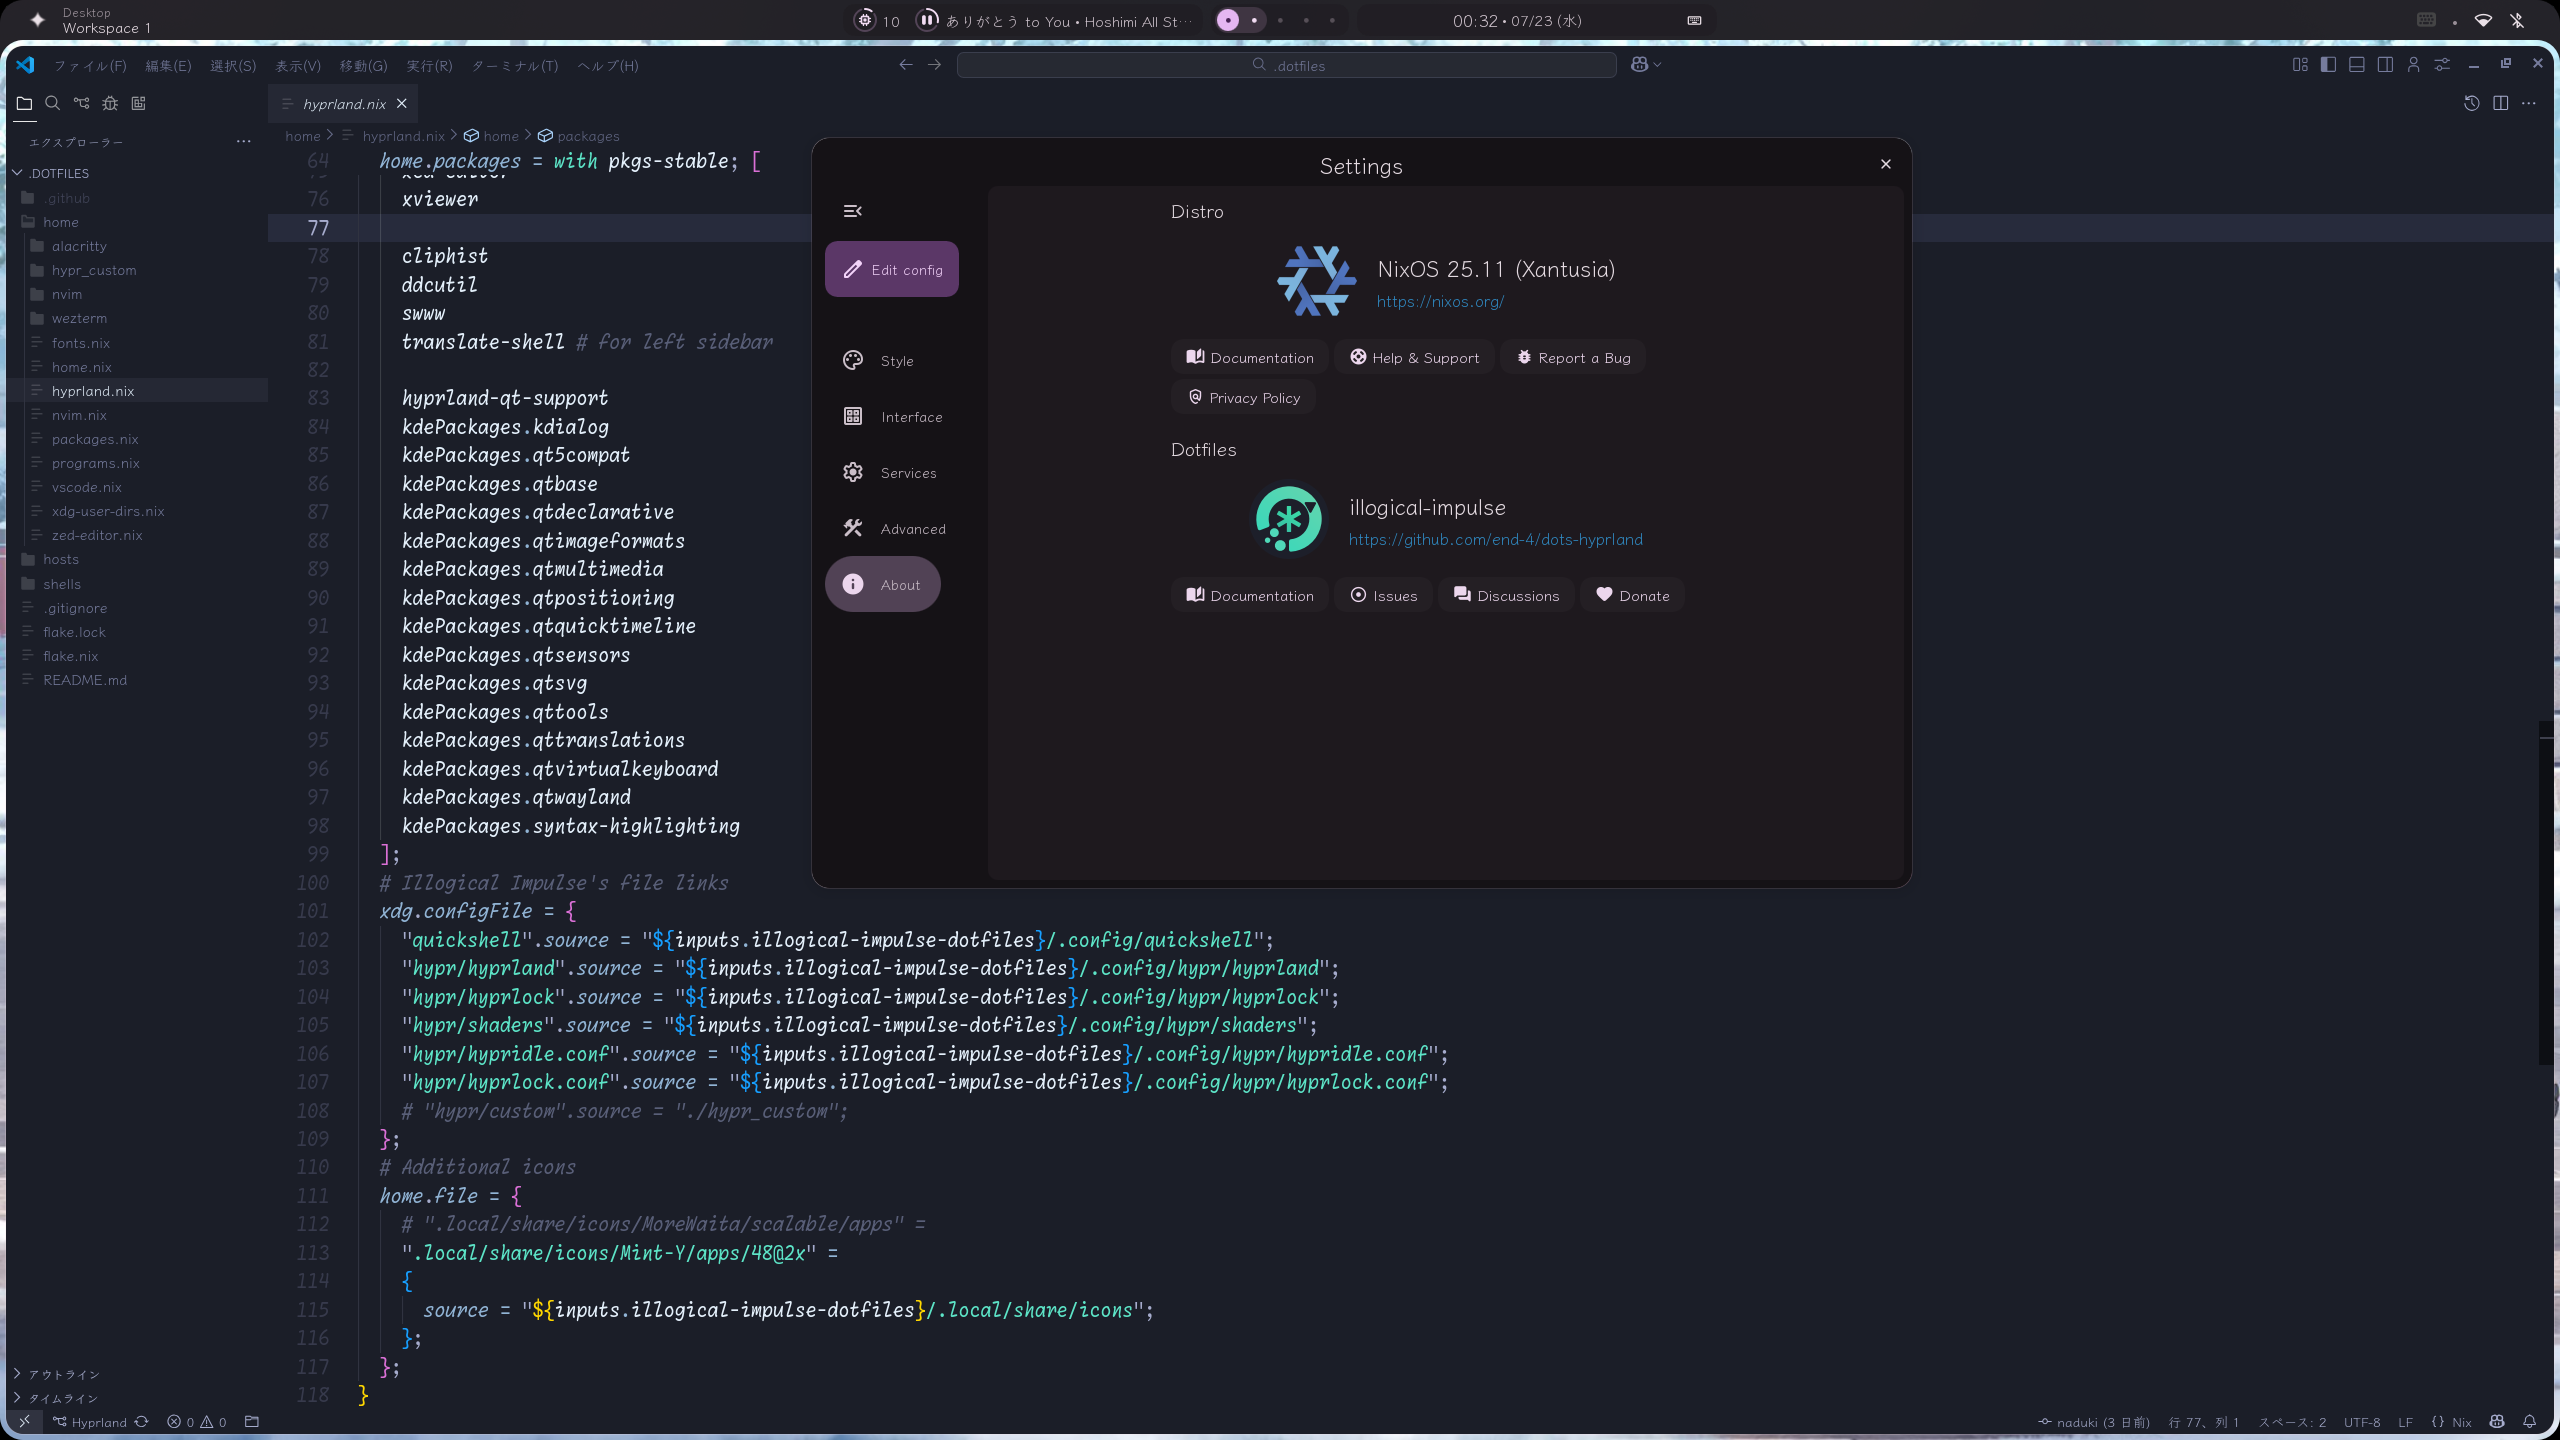 Desktop
Workspace 1
10 ありがとう to You • Hoshimi All St…
00:32 • 07/23 (水)
ファイル(F) 編集(E) 選択(S) 表示(V) 移動(G) 実行(R) ターミナル(T) ヘルプ(H)
.dotfiles
hyprland.nix
エクスプローラー
home > hyprland.nix > home > packages
.DOTFILES
.github
home
alacritty
hypr_custom
nvim
wezterm
fonts.nix
home.nix
hyprland.nix
nvim.nix
packages.nix
programs.nix
vscode.nix
xdg-user-dirs.nix
zed-editor.nix
hosts
shells
.gitignore
flake.lock
flake.nix
README.md
アウトライン
タイムライン
64 home.packages = with pkgs-stable; [
76 xviewer
77
78 cliphist
79 ddcutil
80 swww
81 translate-shell # for left sidebar
82
83 hyprland-qt-support
84 kdePackages.kdialog
85 kdePackages.qt5compat
86 kdePackages.qtbase
87 kdePackages.qtdeclarative
88 kdePackages.qtimageformats
89 kdePackages.qtmultimedia
90 kdePackages.qtpositioning
91 kdePackages.qtquicktimeline
92 kdePackages.qtsensors
93 kdePackages.qtsvg
94 kdePackages.qttools
95 kdePackages.qttranslations
96 kdePackages.qtvirtualkeyboard
97 kdePackages.qtwayland
98 kdePackages.syntax-highlighting
99 ];
100 # Illogical Impulse's file links
101 xdg.configFile = {
102 "quickshell".source = "${inputs.illogical-impulse-dotfiles}/.config/quickshell";
103 "hypr/hyprland".source = "${inputs.illogical-impulse-dotfiles}/.config/hypr/hyprland";
104 "hypr/hyprlock".source = "${inputs.illogical-impulse-dotfiles}/.config/hypr/hyprlock";
105 "hypr/shaders".source = "${inputs.illogical-impulse-dotfiles}/.config/hypr/shaders";
106 "hypr/hypridle.conf".source = "${inputs.illogical-impulse-dotfiles}/.config/hypr/hypridle.conf";
107 "hypr/hyprlock.conf".source = "${inputs.illogical-impulse-dotfiles}/.config/hypr/hyprlock.conf";
108 # "hypr/custom".source = "./hypr_custom";
109 };
110 # Additional icons
111 home.file = {
112 # ".local/share/icons/MoreWaita/scalable/apps" =
113 ".local/share/icons/Mint-Y/apps/48@2x" =
114 {
115 source = "${inputs.illogical-impulse-dotfiles}/.local/share/icons";
116 };
117 };
118 }
Settings
Edit config
Style
Interface
Services
Advanced
About
Distro
NixOS 25.11 (Xantusia)
https://nixos.org/
Documentation Help & Support Report a Bug
Privacy Policy
Dotfiles
illogical-impulse
https://github.com/end-4/dots-hyprland
Documentation Issues Discussions Donate
Hyprland 0 0
naduki (3 日前) 行 77、列 1 スペース: 2 UTF-8 LF {} Nix